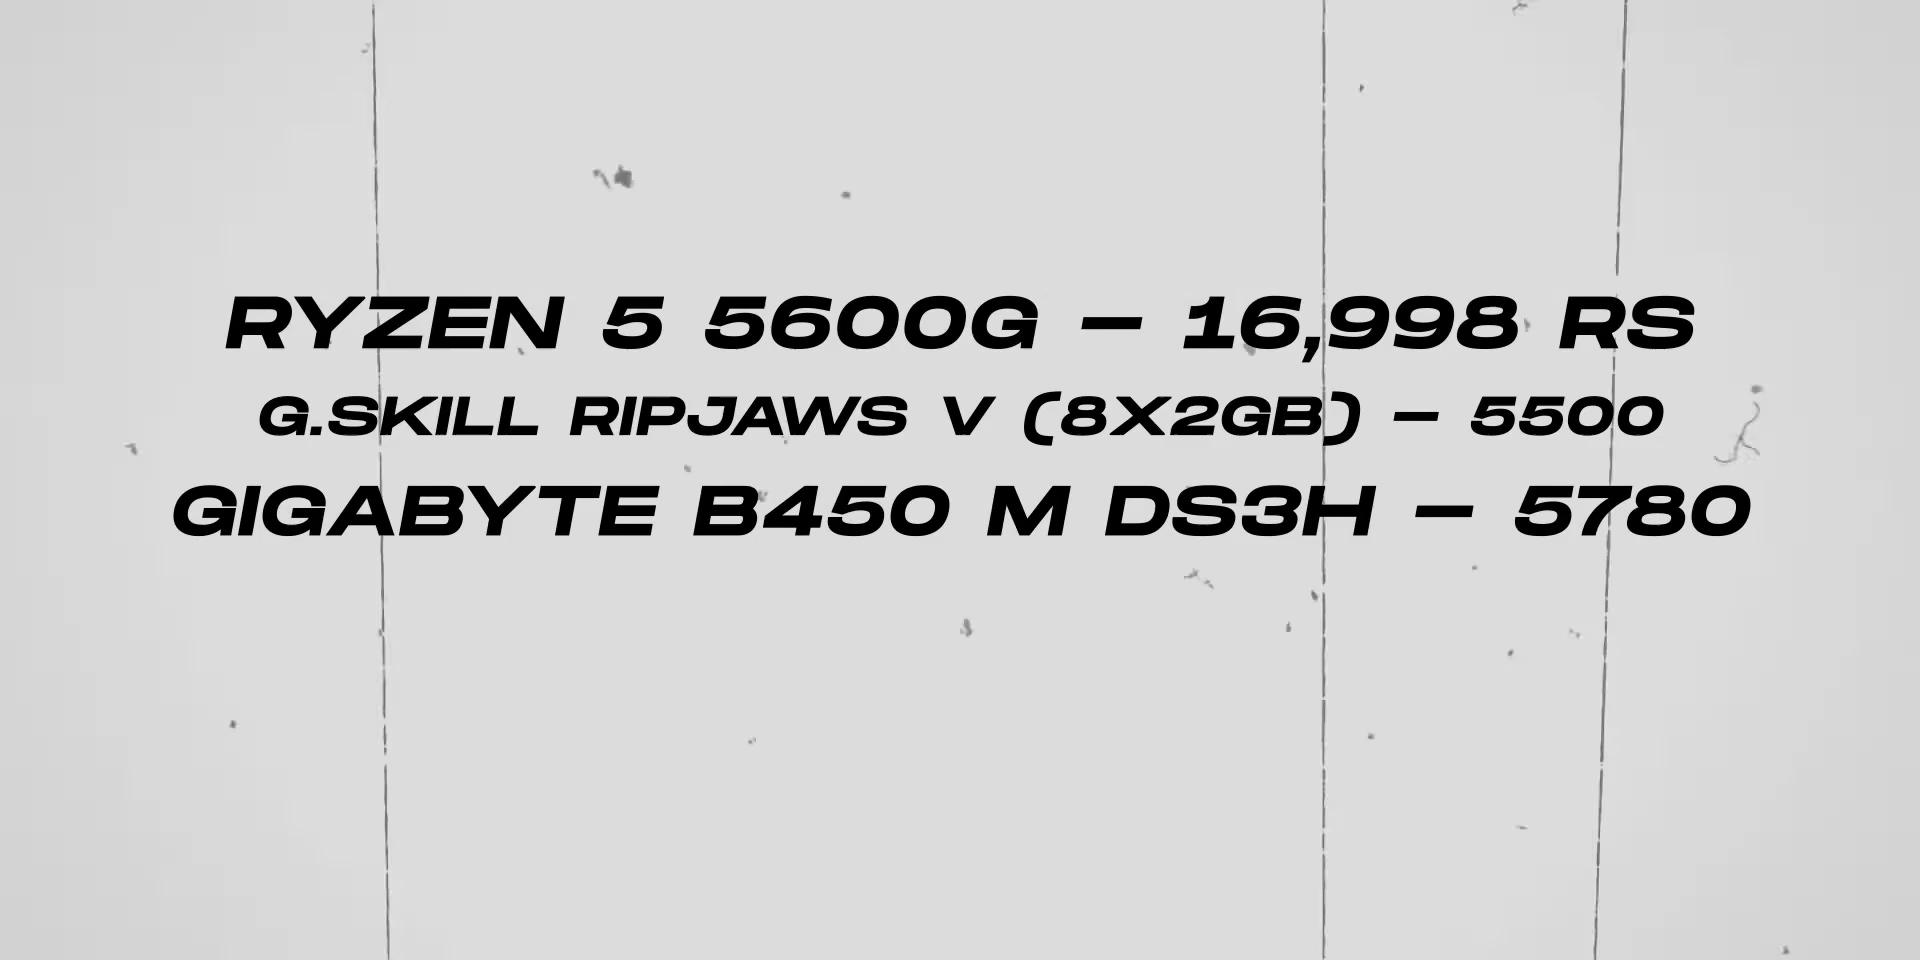 RYZEN 5 5600G – 16,998 RS
G.SKILL RIPJAWS V (8X2GB) – 5500
GIGABYTE B450 M DS3H – 5780